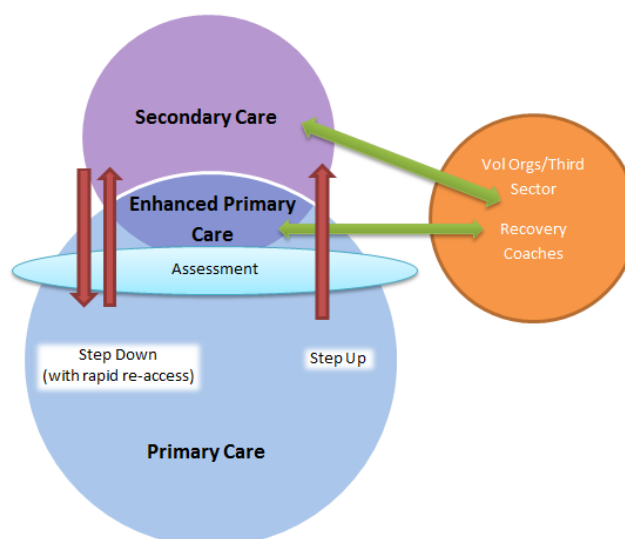 Secondary Care
Vol Orgs/Third
Sector
Enhanced Primary
Care
Recovery
Coaches
Assessment
Step Down
(with rapid re-access)
Step Up
Primary Care